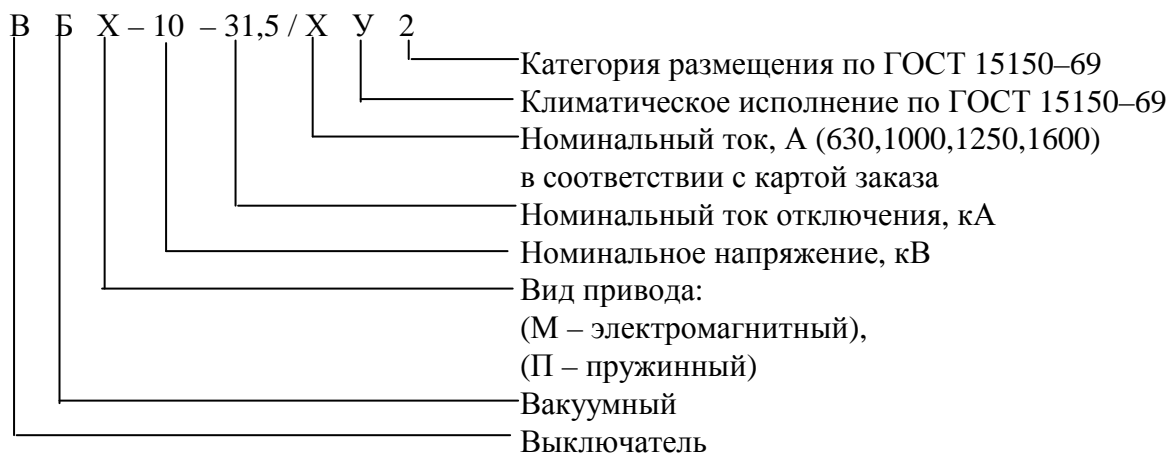 В Б Х – 10 – 31,5 / Х У 2
Категория размещения по ГОСТ 15150–69
Климатическое исполнение по ГОСТ 15150–69
Номинальный ток, А (630,1000,1250,1600)
в соответствии с картой заказа
Номинальный ток отключения, кА
Номинальное напряжение, кВ
Вид привода:
(М – электромагнитный),
(П – пружинный)
Вакуумный
Выключатель